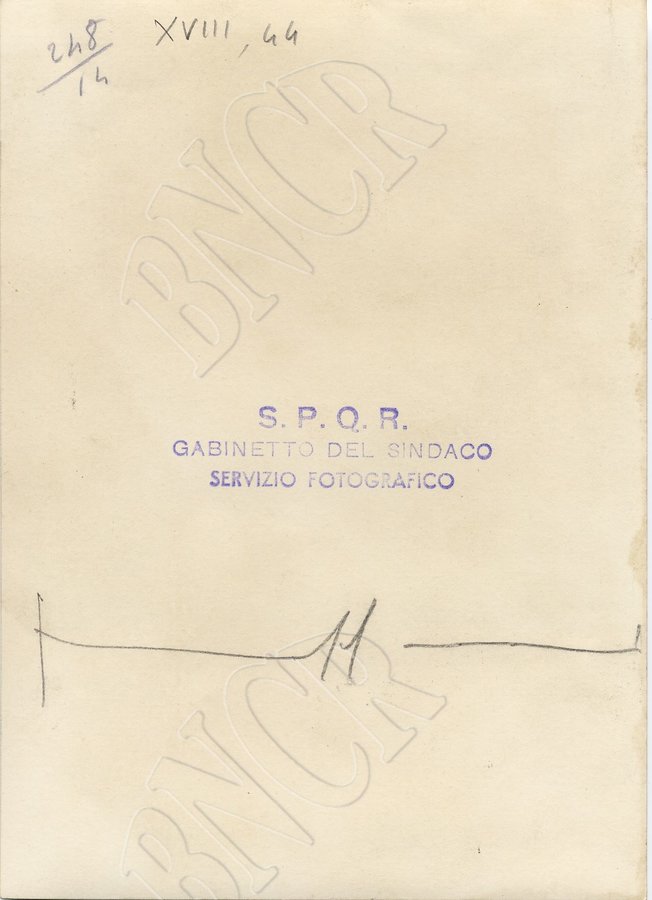 248
14
XVIII, 44
BNCR
S. P. Q. R.
GABINETTO DEL SINDACO
SERVIZIO FOTOGRAFICO
11
BNCR